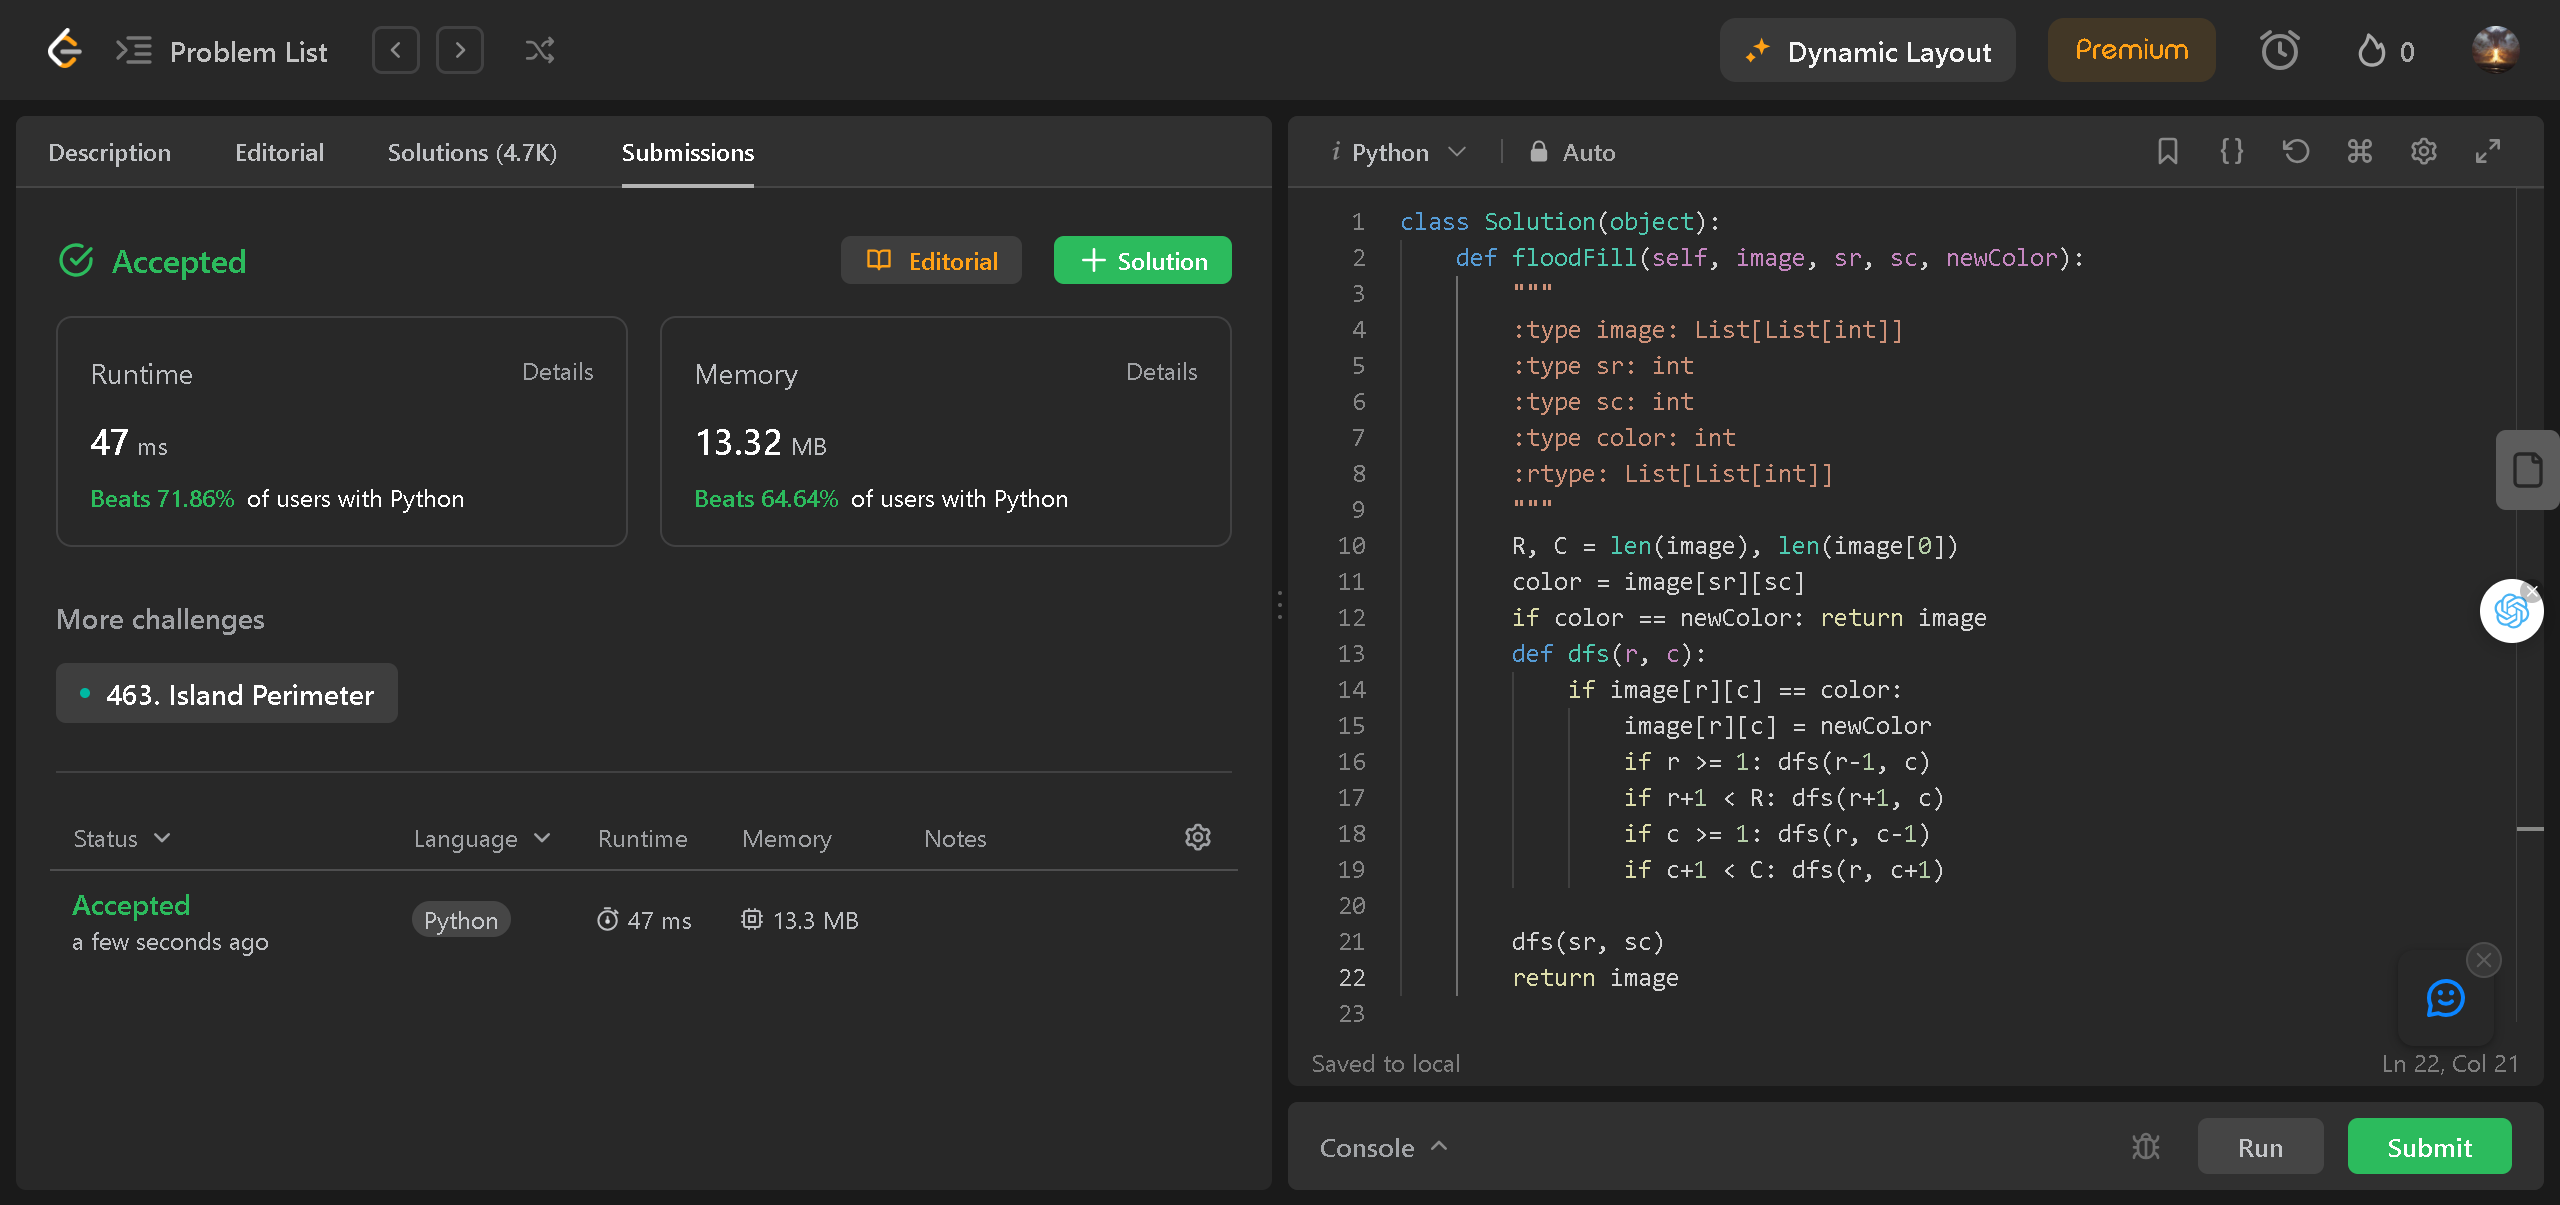 Problem List
Dynamic Layout
Premium
0
Description Editorial Solutions (4.7K) Submissions
Accepted
Editorial
Solution
Runtime Details
47 ms
Beats 71.86% of users with Python
Memory Details
13.32 MB
Beats 64.64% of users with Python
More challenges
463. Island Perimeter
Status Language Runtime Memory Notes
Accepted Python 47 ms 13.3 MB
a few seconds ago
i Python Auto
1 class Solution(object):
2     def floodFill(self, image, sr, sc, newColor):
3         """
4         :type image: List[List[int]]
5         :type sr: int
6         :type sc: int
7         :type color: int
8         :rtype: List[List[int]]
9         """
10         R, C = len(image), len(image[0])
11         color = image[sr][sc]
12         if color == newColor: return image
13         def dfs(r, c):
14             if image[r][c] == color:
15                 image[r][c] = newColor
16                 if r >= 1: dfs(r-1, c)
17                 if r+1 < R: dfs(r+1, c)
18                 if c >= 1: dfs(r, c-1)
19                 if c+1 < C: dfs(r, c+1)
20
21         dfs(sr, sc)
22         return image
23
Saved to local Ln 22, Col 21
Console Run Submit